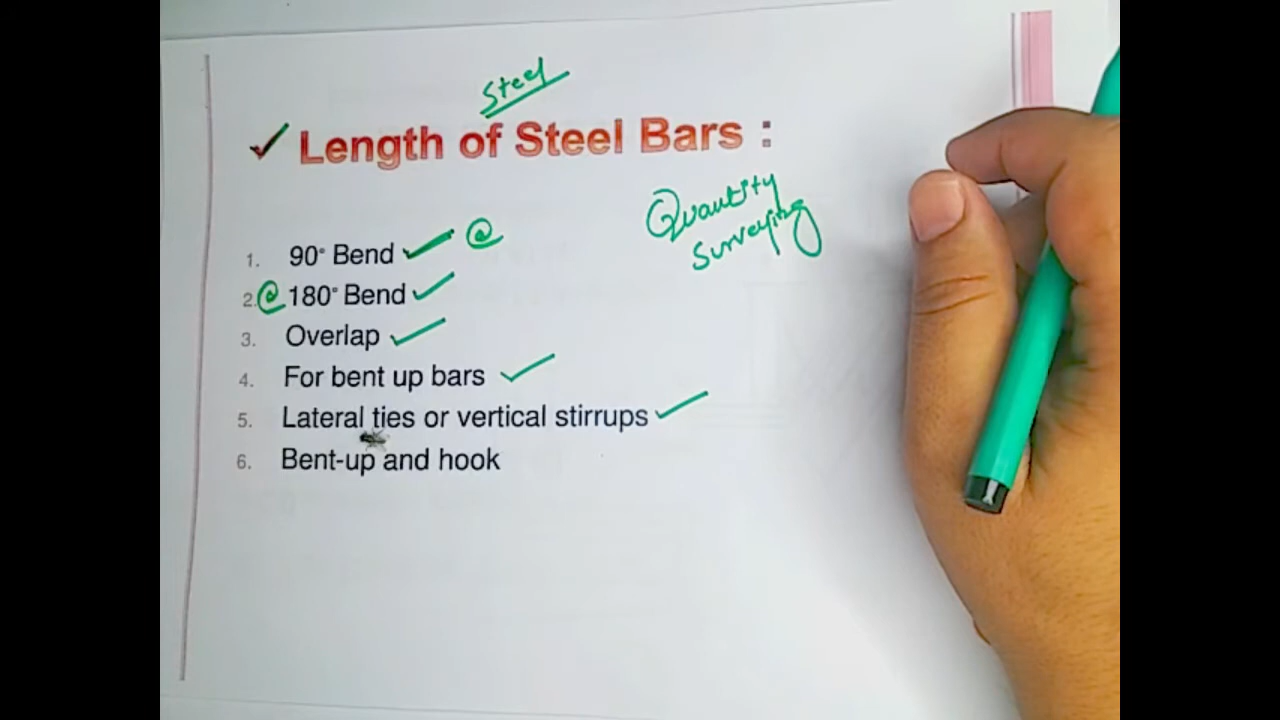 Steel
✓ Length of Steel Bars :
Quantity
Surveying
1. 90° Bend ✓ @
2. @ 180° Bend ✓
3. Overlap ✓
4. For bent up bars ✓
5. Lateral ties or vertical stirrups ✓
6. Bent-up and hook